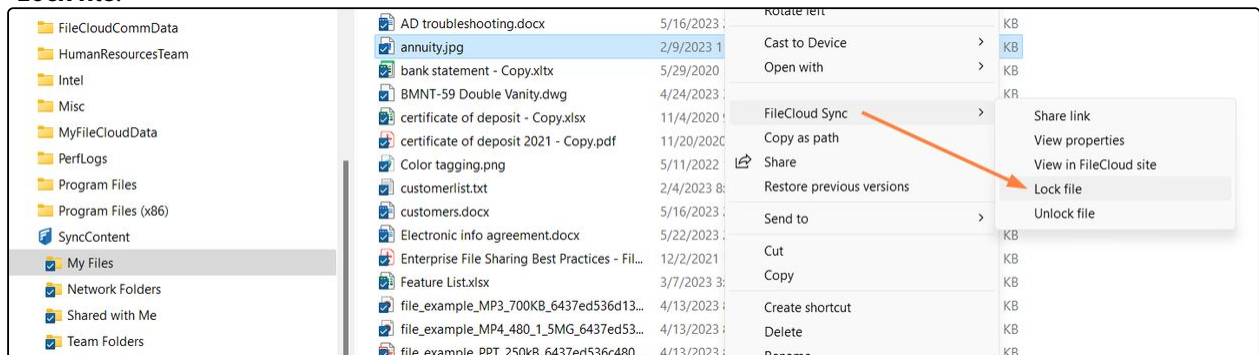 FileCloudCommData
HumanResourcesTeam
Intel
Misc
MyFileCloudData
PerfLogs
Program Files
Program Files (x86)
SyncContent
My Files
Network Folders
Shared with Me
Team Folders
AD troubleshooting.docx 5/16/2023 KB
annuity.jpg 2/9/2023 1 KB
bank statement - Copy.xltx 5/29/2020 KB
BMNT-59 Double Vanity.dwg 4/24/2023 KB
certificate of deposit - Copy.xlsx 11/4/2020
certificate of deposit 2021 - Copy.pdf 11/20/2020
Color tagging.png 5/11/2022
customerlist.txt 2/4/2023 8:
customers.docx 5/16/2023
Electronic info agreement.docx 5/22/2023 KB
Enterprise File Sharing Best Practices - Fil... 12/2/2021 KB
Feature List.xlsx 3/7/2023 3: KB
file_example_MP3_700KB_6437ed536d13... 4/13/2023 KB
file_example_MP4_480_1_5MG_6437ed53... 4/13/2023 KB
file_example_PPT_250kB_6437ed536c480 4/13/2023 KB
Rotate left
Cast to Device
Open with
FileCloud Sync
Copy as path
Share
Restore previous versions
Send to
Cut
Copy
Create shortcut
Delete
Rename
Share link
View properties
View in FileCloud site
Lock file
Unlock file